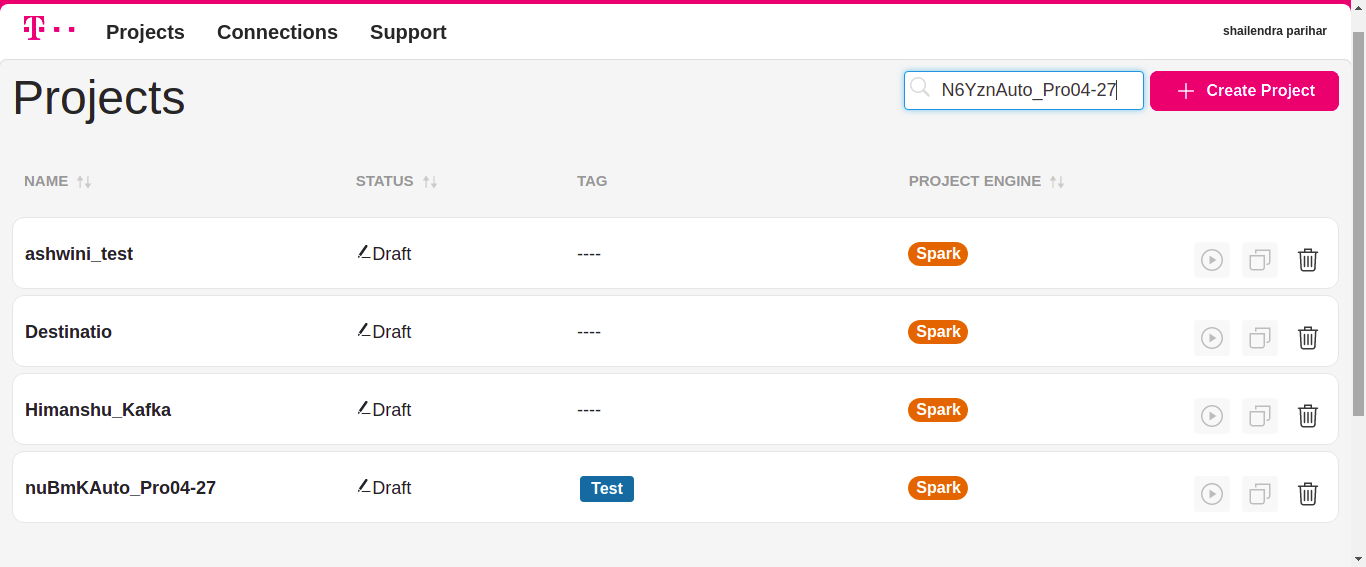 T
Projects Connections Support
shailendra parihar
Projects
N6YznAuto_Pro04-27
Create Project
NAME STATUS TAG PROJECT ENGINE
ashwini_test Draft ---- Spark
Destinatio Draft ---- Spark
Himanshu_Kafka Draft ---- Spark
nuBmKAuto_Pro04-27 Draft Test Spark